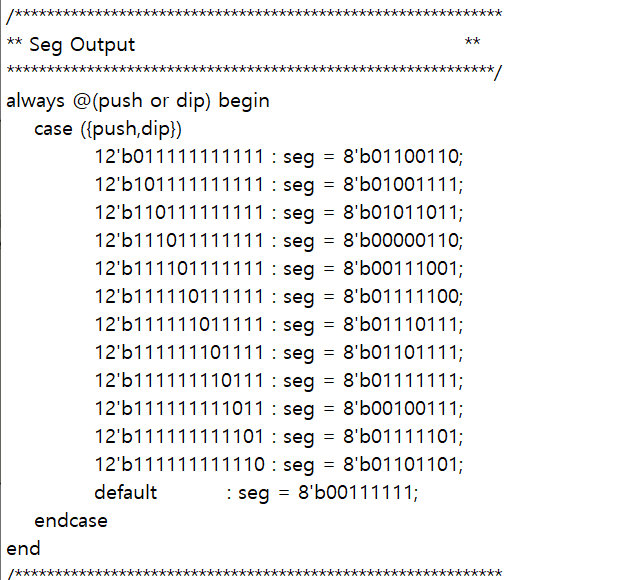 /*************************************************************
** Seg Output **
*************************************************************/
always @(push or dip) begin
case ({push,dip})
12'b011111111111 : seg = 8'b01100110;
12'b101111111111 : seg = 8'b01001111;
12'b110111111111 : seg = 8'b01011011;
12'b111011111111 : seg = 8'b00000110;
12'b111101111111 : seg = 8'b00111001;
12'b111110111111 : seg = 8'b01111100;
12'b111111011111 : seg = 8'b01110111;
12'b111111101111 : seg = 8'b01101111;
12'b111111110111 : seg = 8'b01111111;
12'b111111111011 : seg = 8'b00100111;
12'b111111111101 : seg = 8'b01111101;
12'b111111111110 : seg = 8'b01101101;
default : seg = 8'b00111111;
endcase
end
/*************************************************************